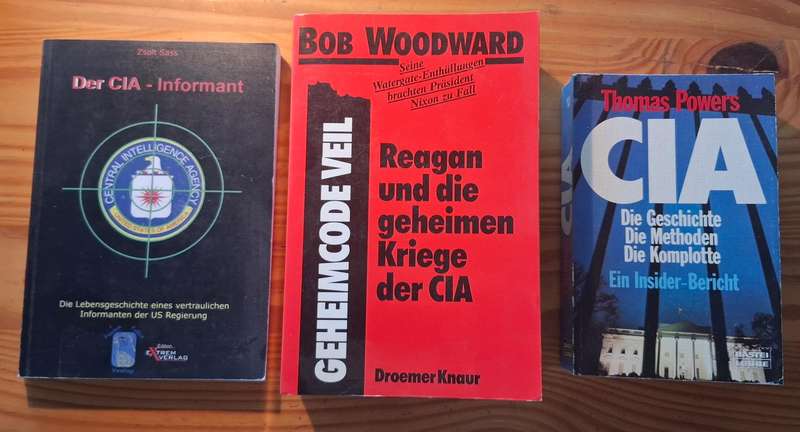 Zsolt Sass
Der CIA - Informant
CENTRAL INTELLIGENCE AGENCY
UNITED STATES OF AMERICA
Die Lebensgeschichte eines vertraulichen
Informanten der US Regierung
Edition
EXTREM
VERLAG
BOB WOODWARD
Seine
Watergate-Enthüllungen
brachten Präsident
Nixon zu Fall
GEHEIMCODE VEIL
Reagan
und die
geheimen
Kriege
der CIA
Droemer Knaur
CIA
Thomas Powers
CIA
Die Geschichte
Die Methoden
Die Komplotte
Ein Insider-Bericht
BASTEI
LÜBBE